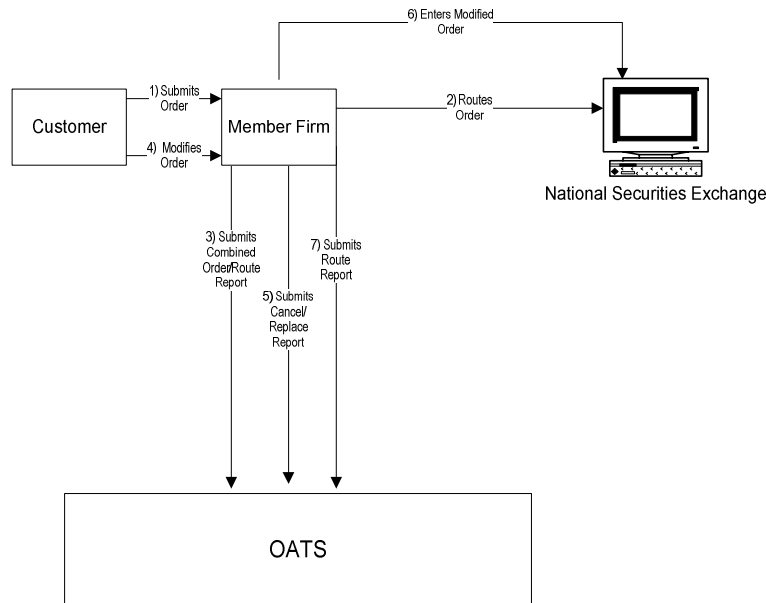 6) Enters Modified
Order
1) Submits
Order
2) Routes
Order
Customer
Member Firm
4) Modifies
Order
National Securities Exchange
3) Submits
Combined
Order/Route
Report
7) Submits
Route
Report
5) Submits
Cancel/
Replace
Report
OATS